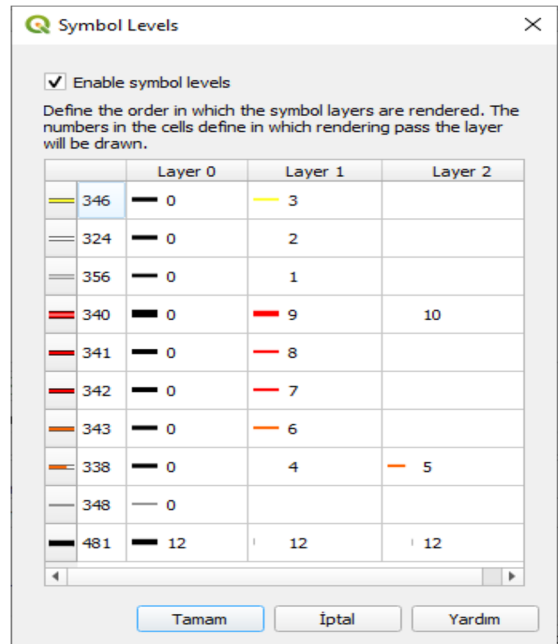 Symbol Levels
Enable symbol levels
Define the order in which the symbol layers are rendered. The
numbers in the cells define in which rendering pass the layer
will be drawn.
Layer 0 Layer 1 Layer 2
346 0 3
324 0 2
356 0 1
340 0 9 10
341 0 8
342 0 7
343 0 6
338 0 4 5
348 0
481 12 12 12
Tamam İptal Yardım